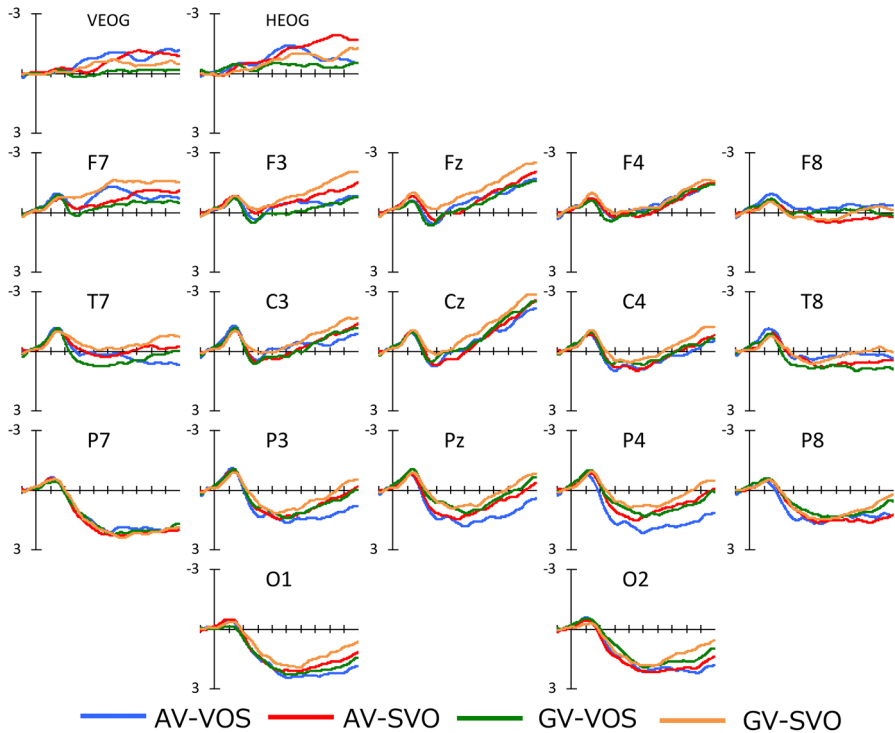 -3 VEOG HEOG
3 3
-3 F7 -3 F3 -3 Fz -3 F4 -3 F8
3 3 3 3 3
-3 T7 -3 C3 -3 Cz -3 C4 -3 T8
3 3 3 3 3
-3 P7 -3 P3 -3 Pz -3 P4 -3 P8
3 3 3 3 3
-3 O1 -3 O2
3 3
AV-VOS AV-SVO GV-VOS GV-SVO